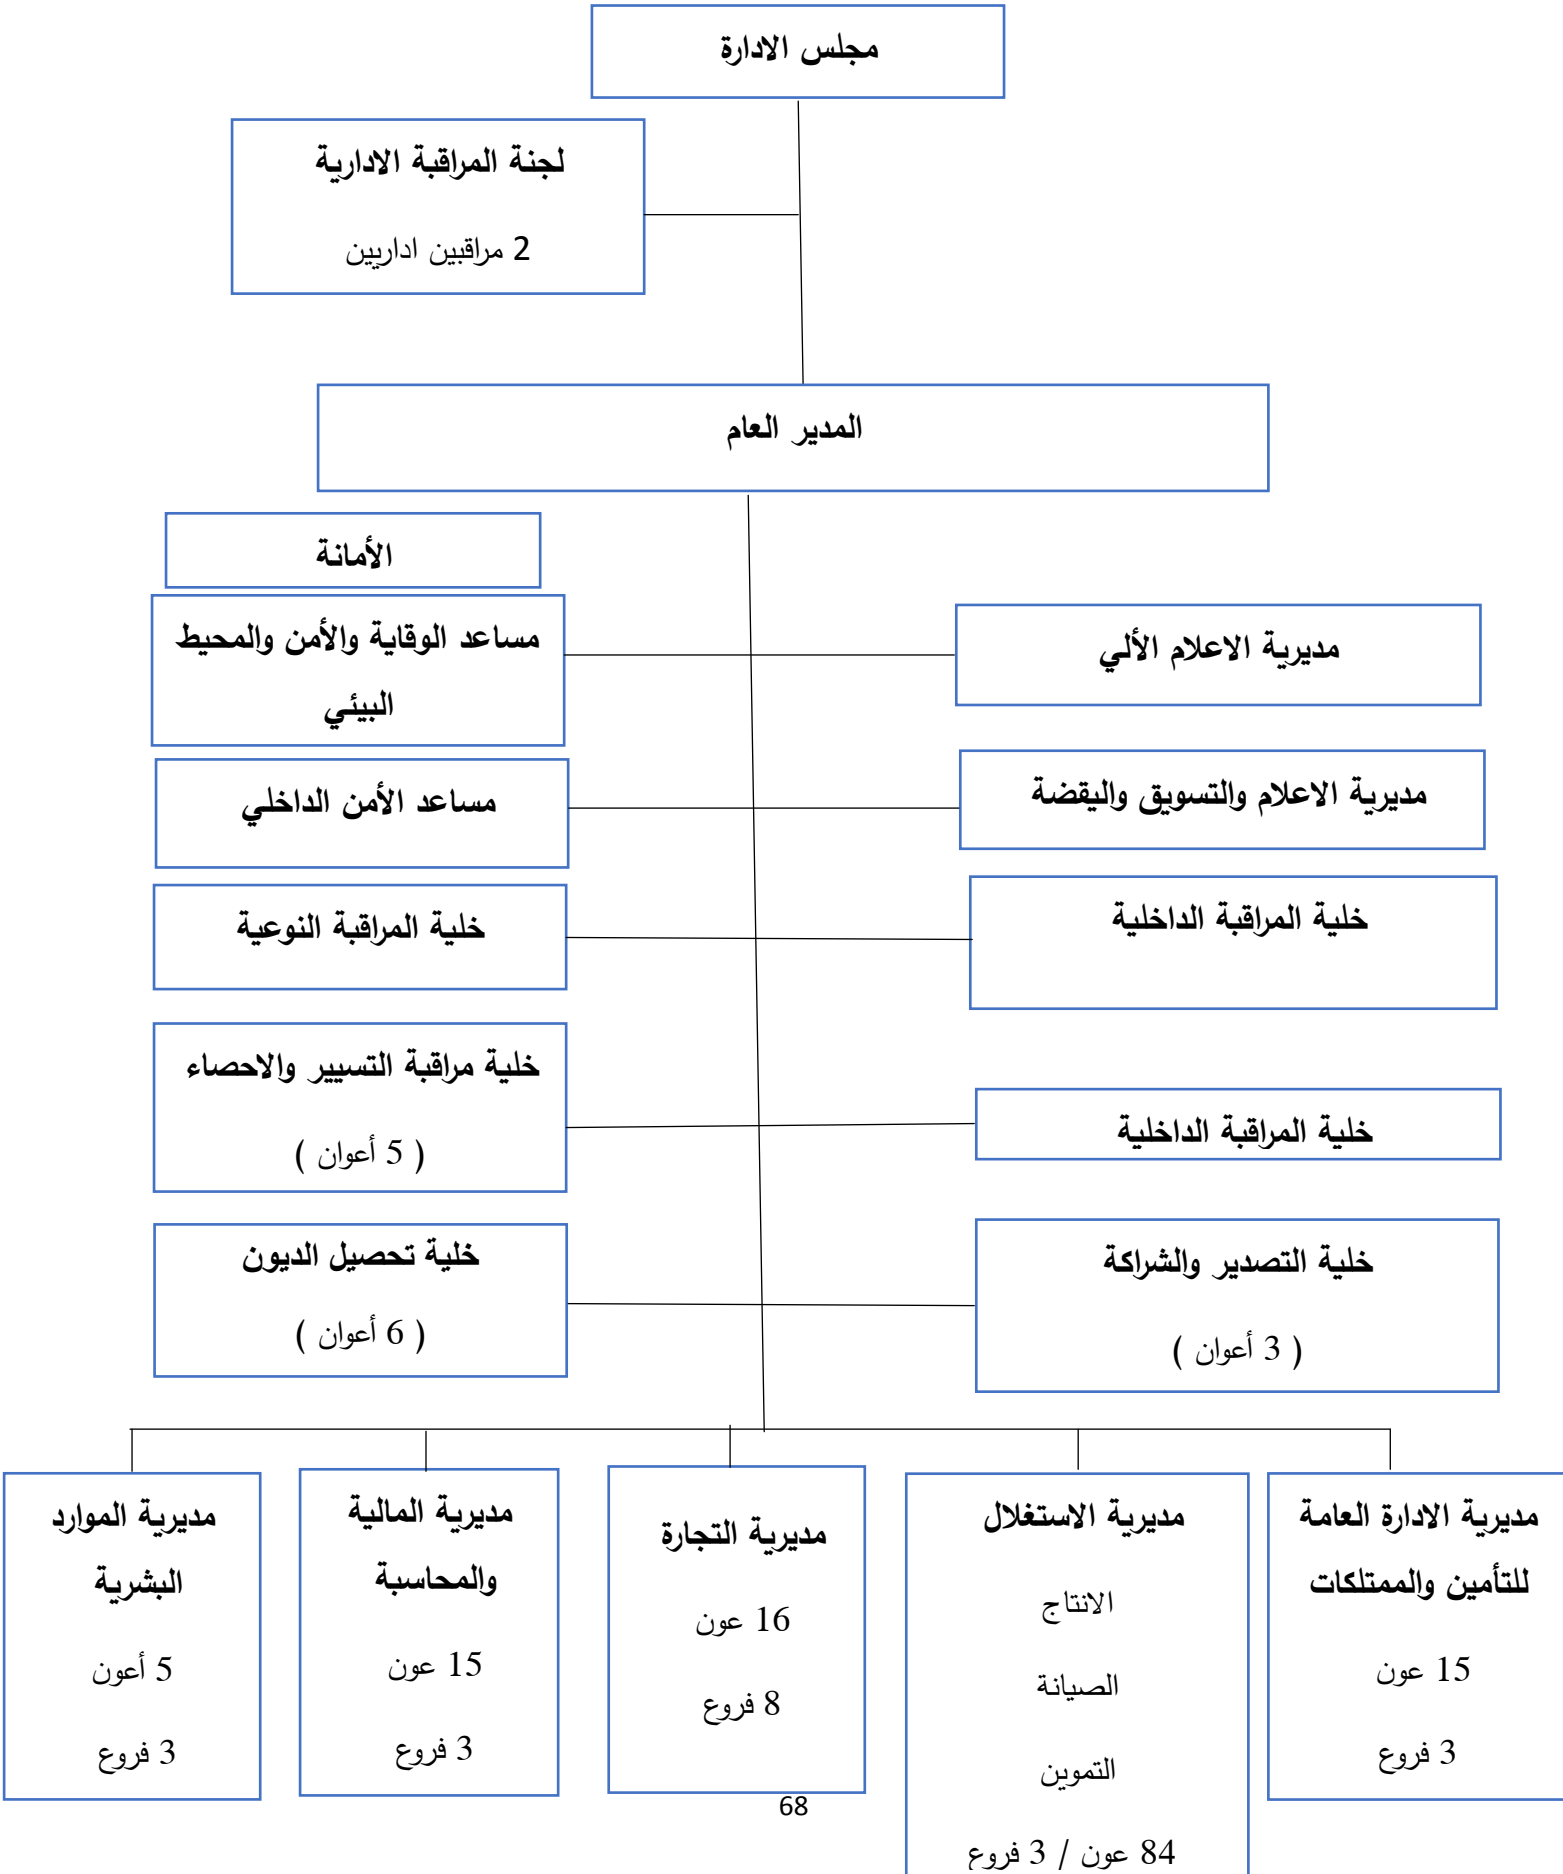 مجلس الادارة
لجنة المراقبة الادارية
2 مراقبين اداريين
المدير العام
الأمانة
مديرية الاعلام الألي
مساعد الوقاية والأمن والمحيط
البيئي
مديرية الاعلام والتسويق واليقضة
مساعد الأمن الداخلي
خلية المراقبة الداخلية
خلية المراقبة النوعية
خلية المراقبة الداخلية
خلية مراقبة التسيير والاحصاء
( 5 أعوان )
خلية التصدير والشراكة
( 3 أعوان )
خلية تحصيل الديون
( 6 أعوان )
مديرية الادارة العامة
للتأمين والممتلكات
15 عون
3 فروع
مديرية الاستغلال
الانتاج
الصيانة
التموين
84 عون / 3 فروع
مديرية التجارة
16 عون
8 فروع
مديرية المالية
والمحاسبة
15 عون
3 فروع
مديرية الموارد
البشرية
5 أعون
3 فروع
68